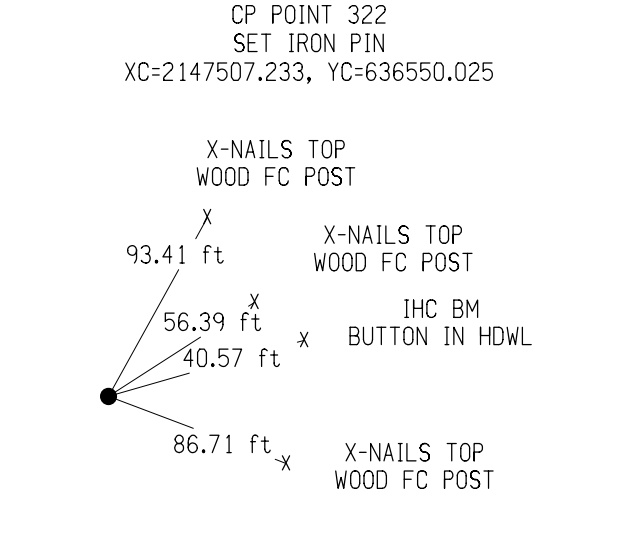 CP POINT 322
SET IRON PIN
XC=2147507.233, YC=636550.025
X-NAILS TOP
WOOD FC POST
X
93.41 ft
X-NAILS TOP
WOOD FC POST
X
56.39 ft
IHC BM
BUTTON IN HDWL
X
40.57 ft
86.71 ft
X
X-NAILS TOP
WOOD FC POST